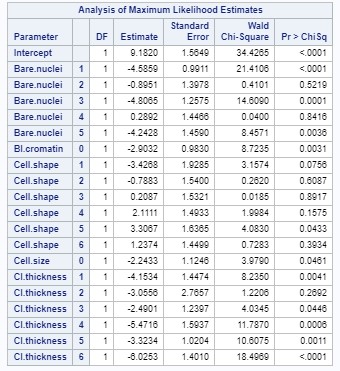 Analysis of Maximum Likelihood Estimates
Parameter DF Estimate Standard Error Wald Chi-Square Pr > ChiSq
Intercept 1 9.1820 1.5649 34.4265 <.0001
Bare.nuclei 1 1 -4.5859 0.9911 21.4106 <.0001
Bare.nuclei 2 1 -0.8951 1.3978 0.4101 0.5219
Bare.nuclei 3 1 -4.8065 1.2575 14.6090 0.0001
Bare.nuclei 4 1 0.2892 1.4466 0.0400 0.8416
Bare.nuclei 5 1 -4.2428 1.4590 8.4571 0.0036
Bl.cromatin 0 1 -2.9032 0.9830 8.7235 0.0031
Cell.shape 1 1 -3.4268 1.9285 3.1574 0.0756
Cell.shape 2 1 -0.7883 1.5400 0.2620 0.6087
Cell.shape 3 1 0.2087 1.5321 0.0185 0.8917
Cell.shape 4 1 2.1111 1.4933 1.9984 0.1575
Cell.shape 5 1 3.3067 1.6365 4.0830 0.0433
Cell.shape 6 1 1.2374 1.4499 0.7283 0.3934
Cell.size 0 1 -2.2433 1.1246 3.9790 0.0461
Cl.thickness 1 1 -4.1534 1.4474 8.2350 0.0041
Cl.thickness 2 1 -3.0556 2.7657 1.2206 0.2692
Cl.thickness 3 1 -2.4901 1.2397 4.0345 0.0446
Cl.thickness 4 1 -5.4716 1.5937 11.7870 0.0006
Cl.thickness 5 1 -3.3234 1.0204 10.6075 0.0011
Cl.thickness 6 1 -6.0253 1.4010 18.4969 <.0001